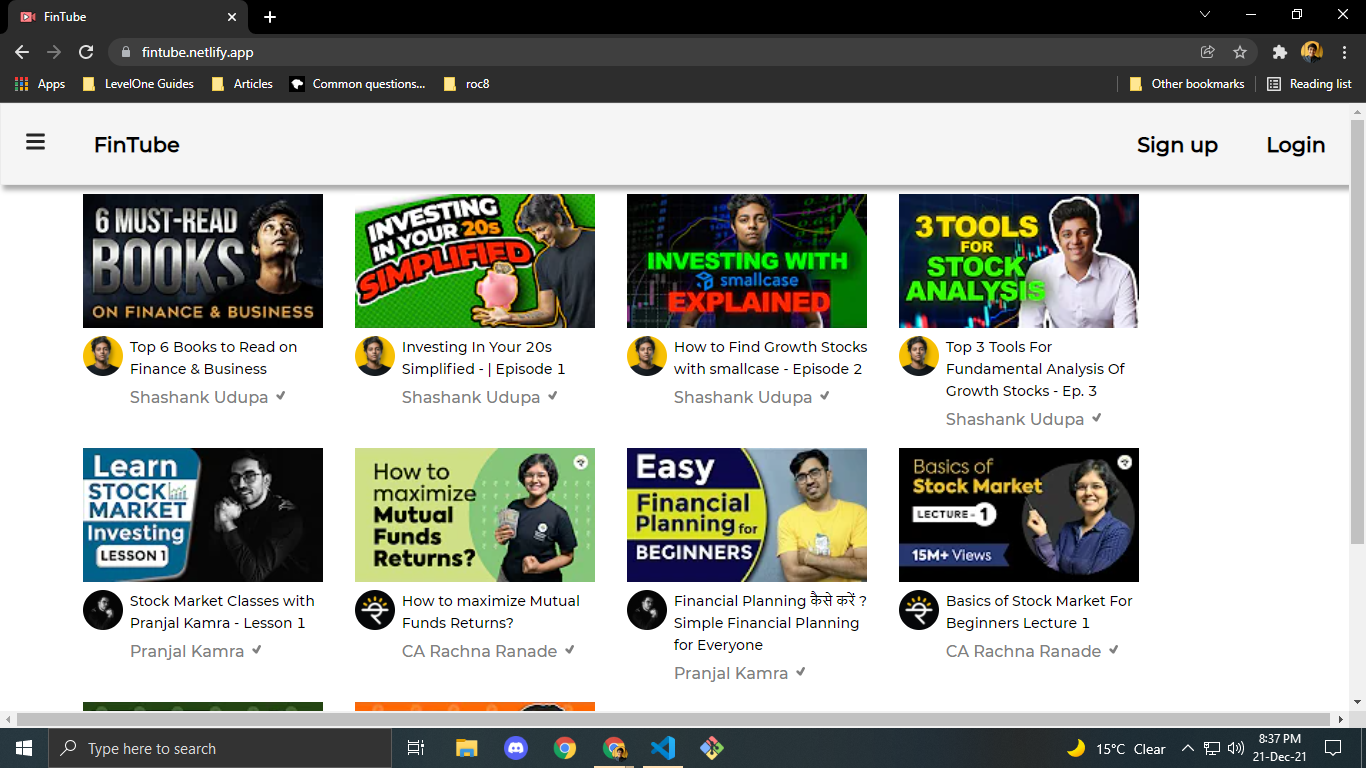 FinTube
fintube.netlify.app
Apps
LevelOne Guides
Articles
Common questions...
roc8
Other bookmarks
Reading list
FinTube
Sign up
Login
6 MUST-READ
BOOKS
ON FINANCE & BUSINESS
INVESTING
IN YOUR 20s
SIMPLIFIED
INVESTING WITH
smallcase
EXPLAINED
3 TOOLS
FOR
STOCK
ANALYSIS
Top 6 Books to Read on
Finance & Business
Shashank Udupa
Investing In Your 20s
Simplified - | Episode 1
Shashank Udupa
How to Find Growth Stocks
with smallcase - Episode 2
Shashank Udupa
Top 3 Tools For
Fundamental Analysis Of
Growth Stocks - Ep. 3
Shashank Udupa
Learn
STOCK
MARKET
Investing
LESSON 1
How to
maximize
Mutual
Funds
Returns?
Easy
Financial
Planning for
BEGINNERS
Basics of
Stock Market
LECTURE - 1
15M+ Views
Stock Market Classes with
Pranjal Kamra - Lesson 1
Pranjal Kamra
How to maximize Mutual
Funds Returns?
CA Rachna Ranade
Financial Planning कैसे करें ?
Simple Financial Planning
for Everyone
Pranjal Kamra
Basics of Stock Market For
Beginners Lecture 1
CA Rachna Ranade
Type here to search
15°C Clear
8:37 PM
21-Dec-21